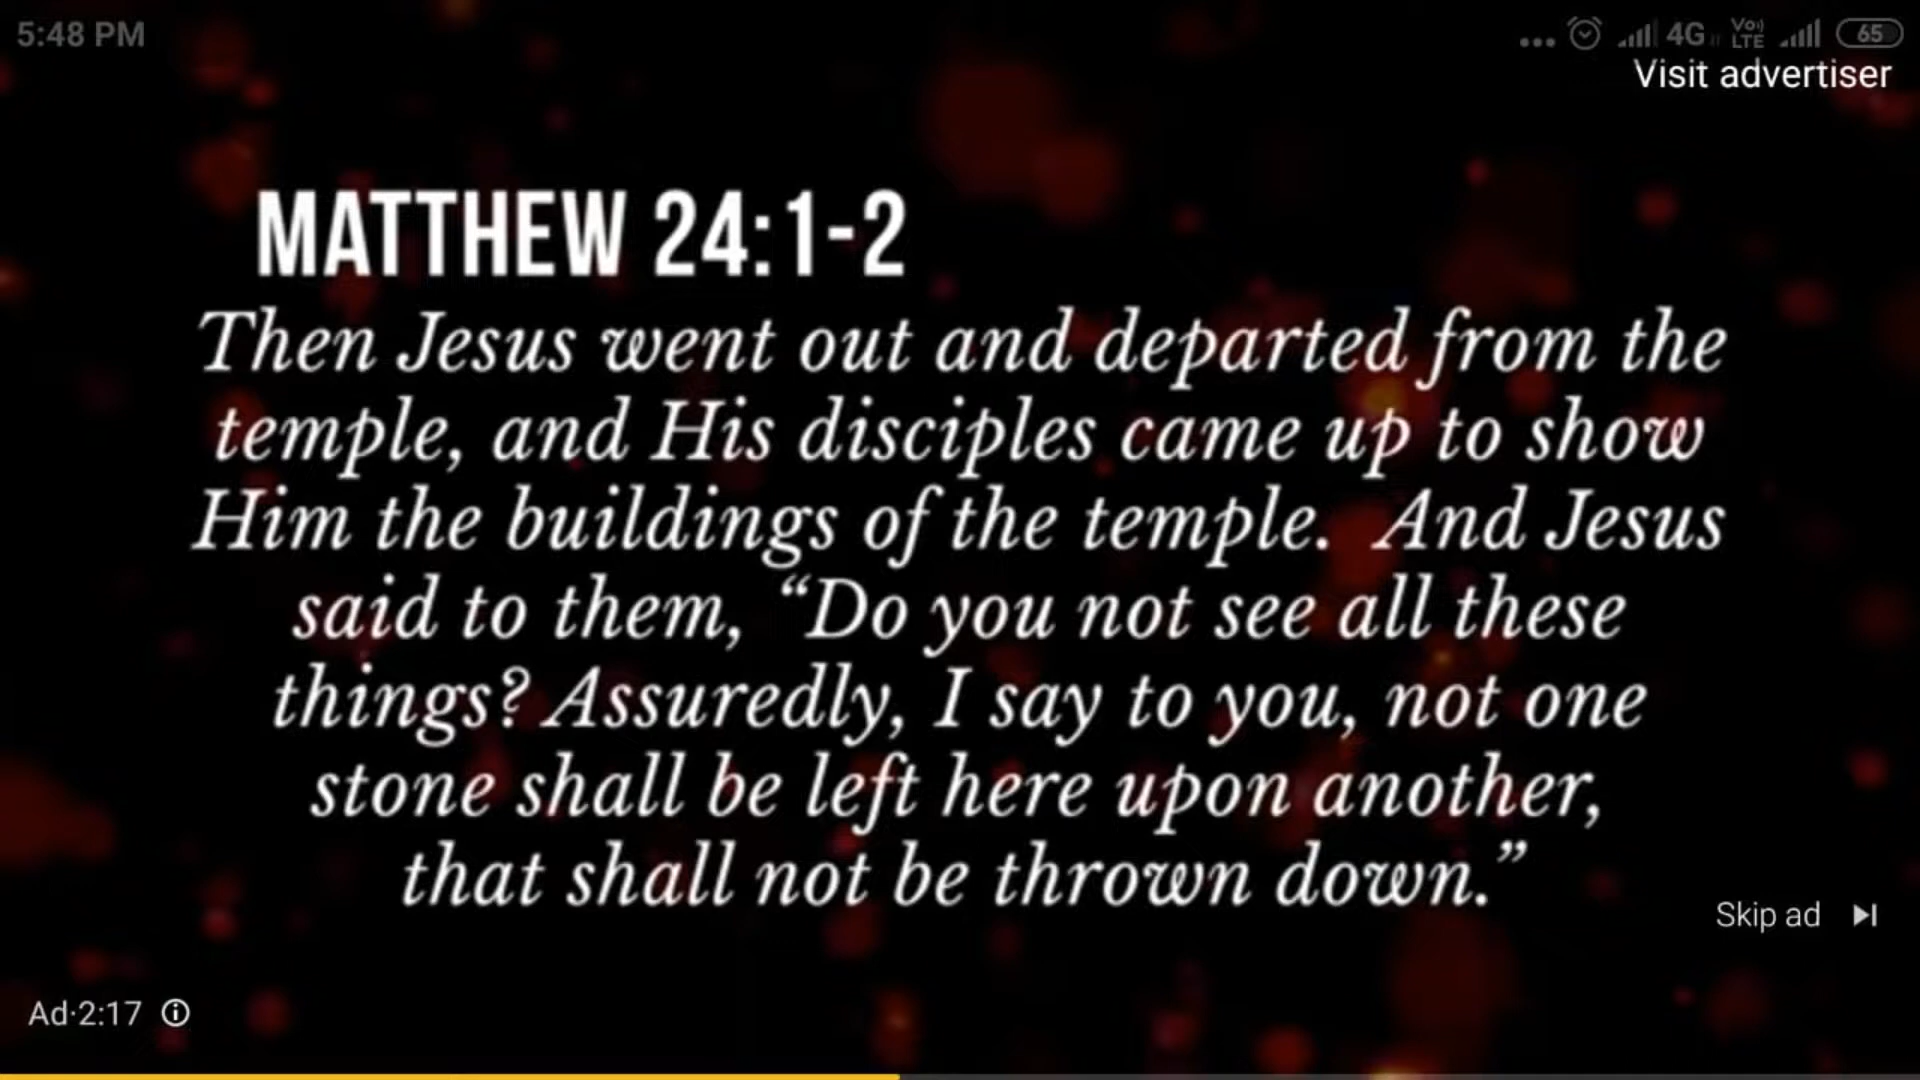 5:48 PM
4G
Vo))
LTE
65
Visit advertiser
MATTHEW 24:1-2
Then Jesus went out and departed from the
temple, and His disciples came up to show
Him the buildings of the temple. And Jesus
said to them, “Do you not see all these
things? Assuredly, I say to you, not one
stone shall be left here upon another,
that shall not be thrown down.”
Skip ad
Ad·2:17